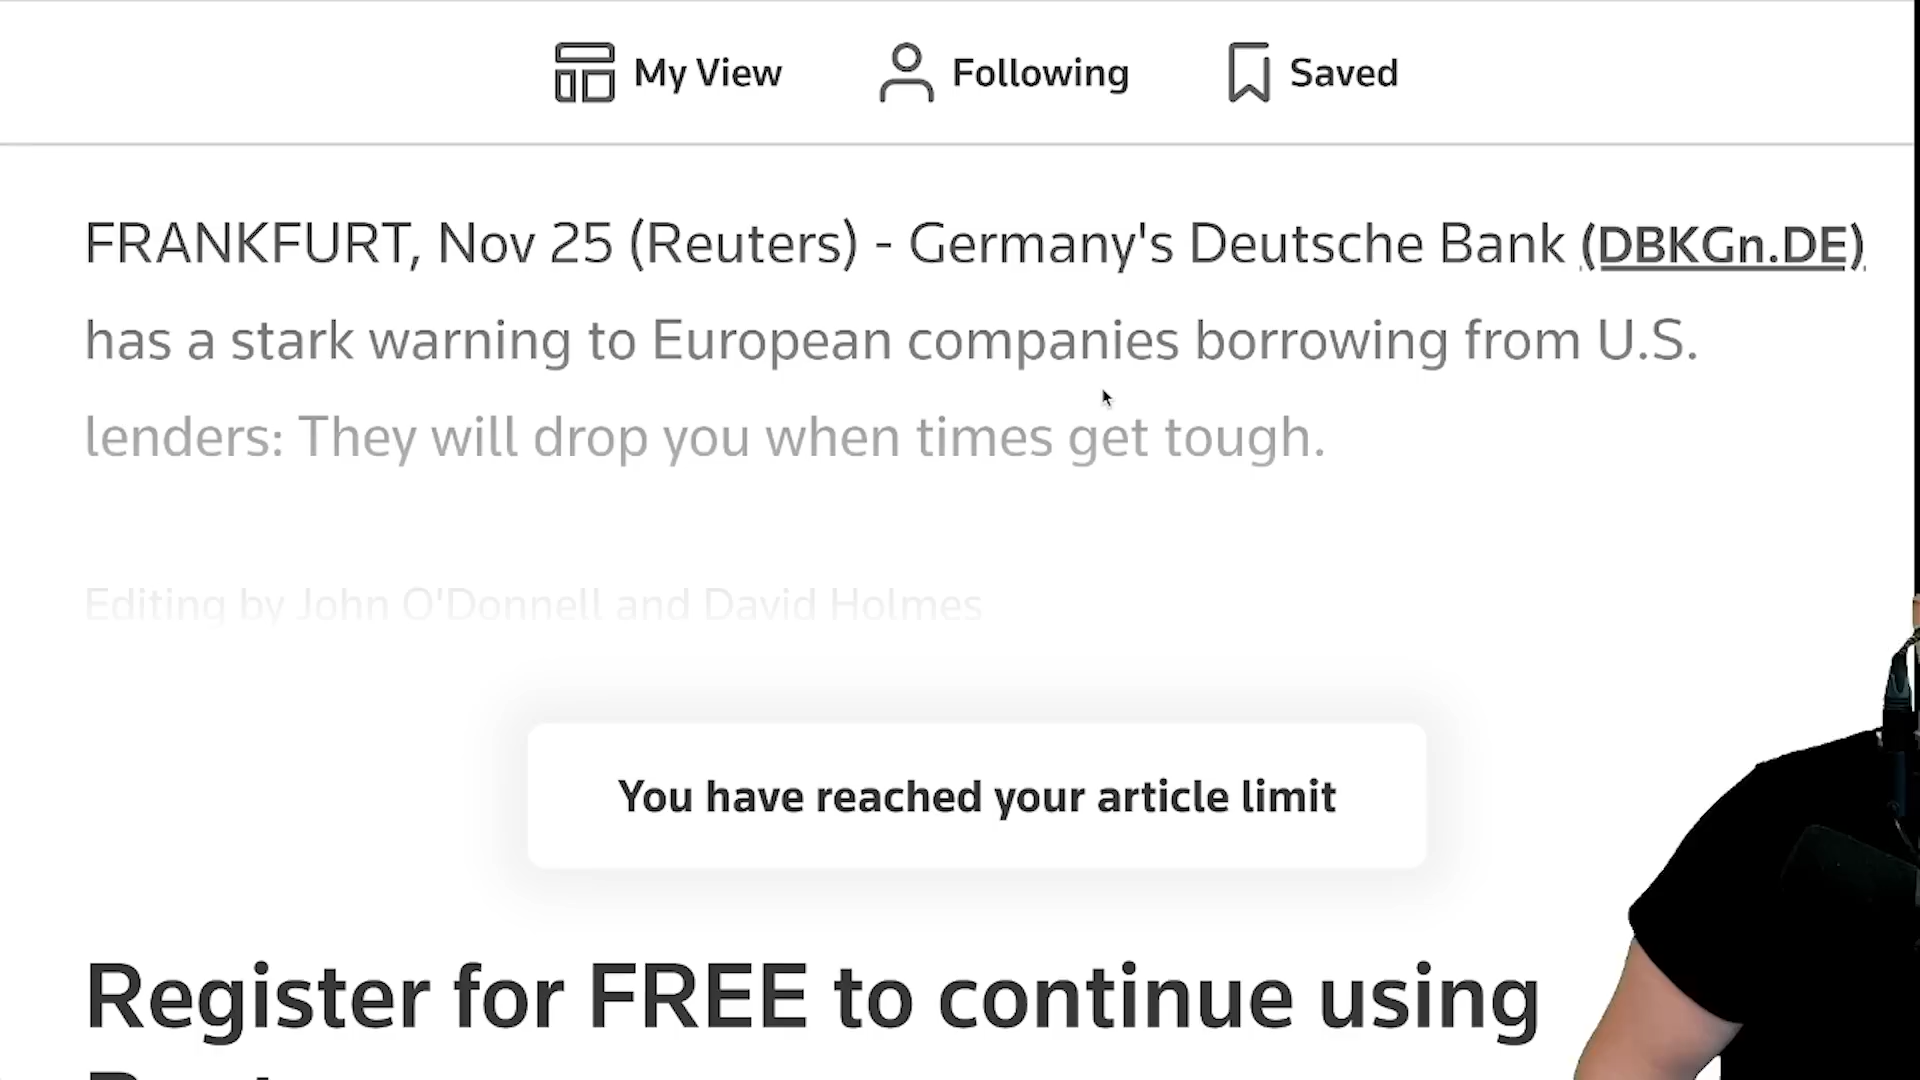 My View Following Saved
FRANKFURT, Nov 25 (Reuters) - Germany's Deutsche Bank (DBKGn.DE)
has a stark warning to European companies borrowing from U.S.
lenders: They will drop you when times get tough.
Editing by John O'Donnell and David Holmes
You have reached your article limit
Register for FREE to continue using